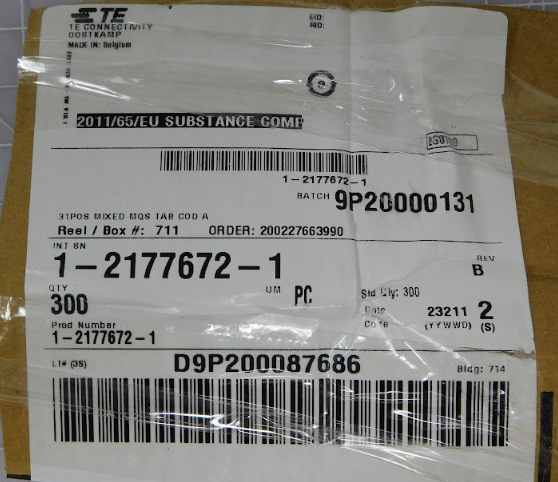 TE
TE CONNECTIVITY
OOSTKAMP
MADE IN: Belgium
EID:
RID:
e
2011/65/EU SUBSTANCE COMP
1-2177672-1
BATCH 9P20000131
31POS MIXED MQS TAB COD A
Reel / Box #: 711 ORDER: 200227663990
INT SN
1-2177672-1
REV
B
QTY
300
UM PC
Std Qty: 300
Prod Number
1-2177672-1
Date
Code
23211 2
(YYWWD) (S)
LT# (3S) D9P200087686 Bldg: 714